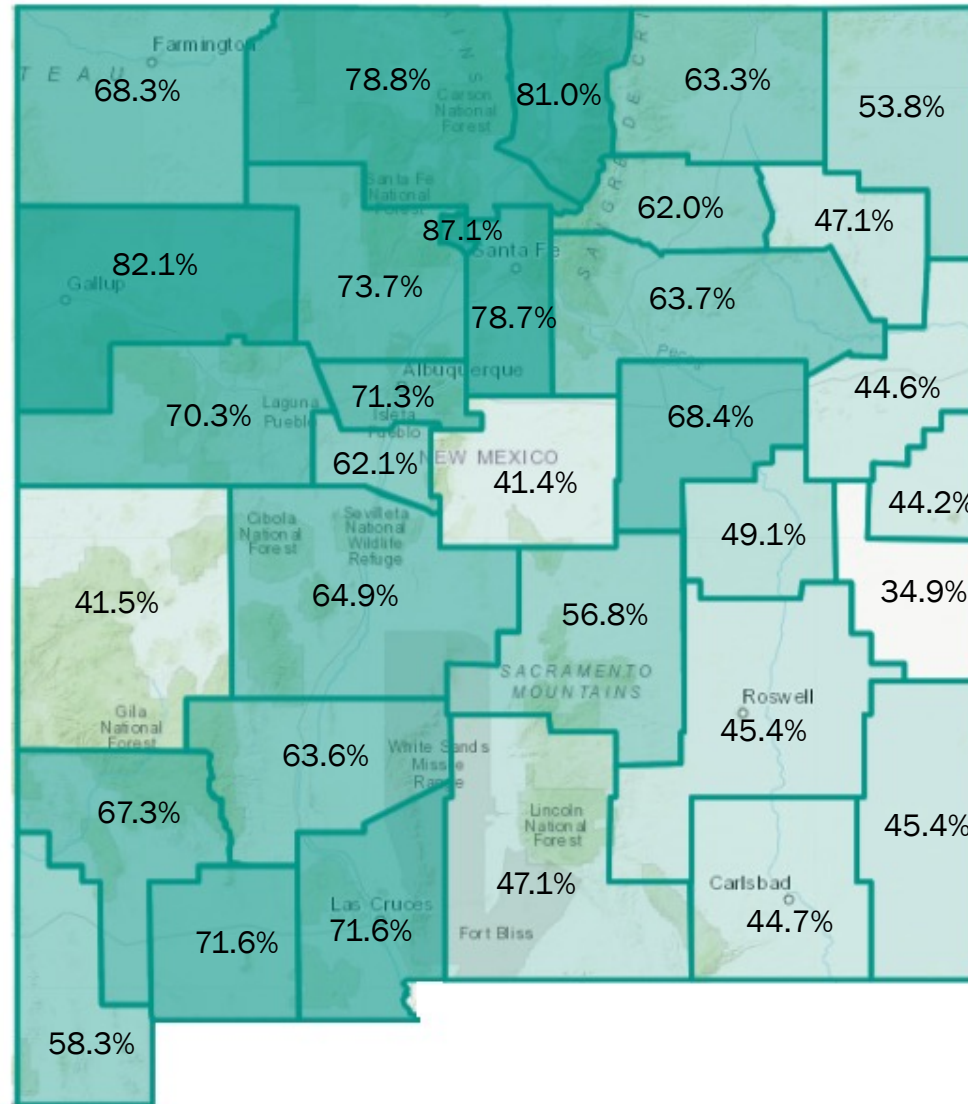 Farmington
T E A U
68.3%
78.8%
Carson
National
Forest
81.0%
63.3%
53.8%
Santa Fe
National
Forest
62.0%
47.1%
87.1%
Santa Fe
82.1%
Gallup
73.7%
78.7%
63.7%
Pecos
Albuquerque
71.3%
Laguna
Pueblo
70.3%
Isleta
Pueblo
68.4%
44.6%
62.1%
NEW MEXICO
41.4%
44.2%
Cibola
National
Forest
Sevilleta
National
Wildlife
Refuge
49.1%
41.5%
64.9%
56.8%
34.9%
SACRAMENTO
MOUNTAINS
Roswell
45.4%
Gila
National
Forest
63.6%
White Sands
Missile
Range
67.3%
Lincoln
National
Forest
45.4%
47.1%
Carlsbad
44.7%
Las Cruces
71.6%
71.6%
Fort Bliss
58.3%